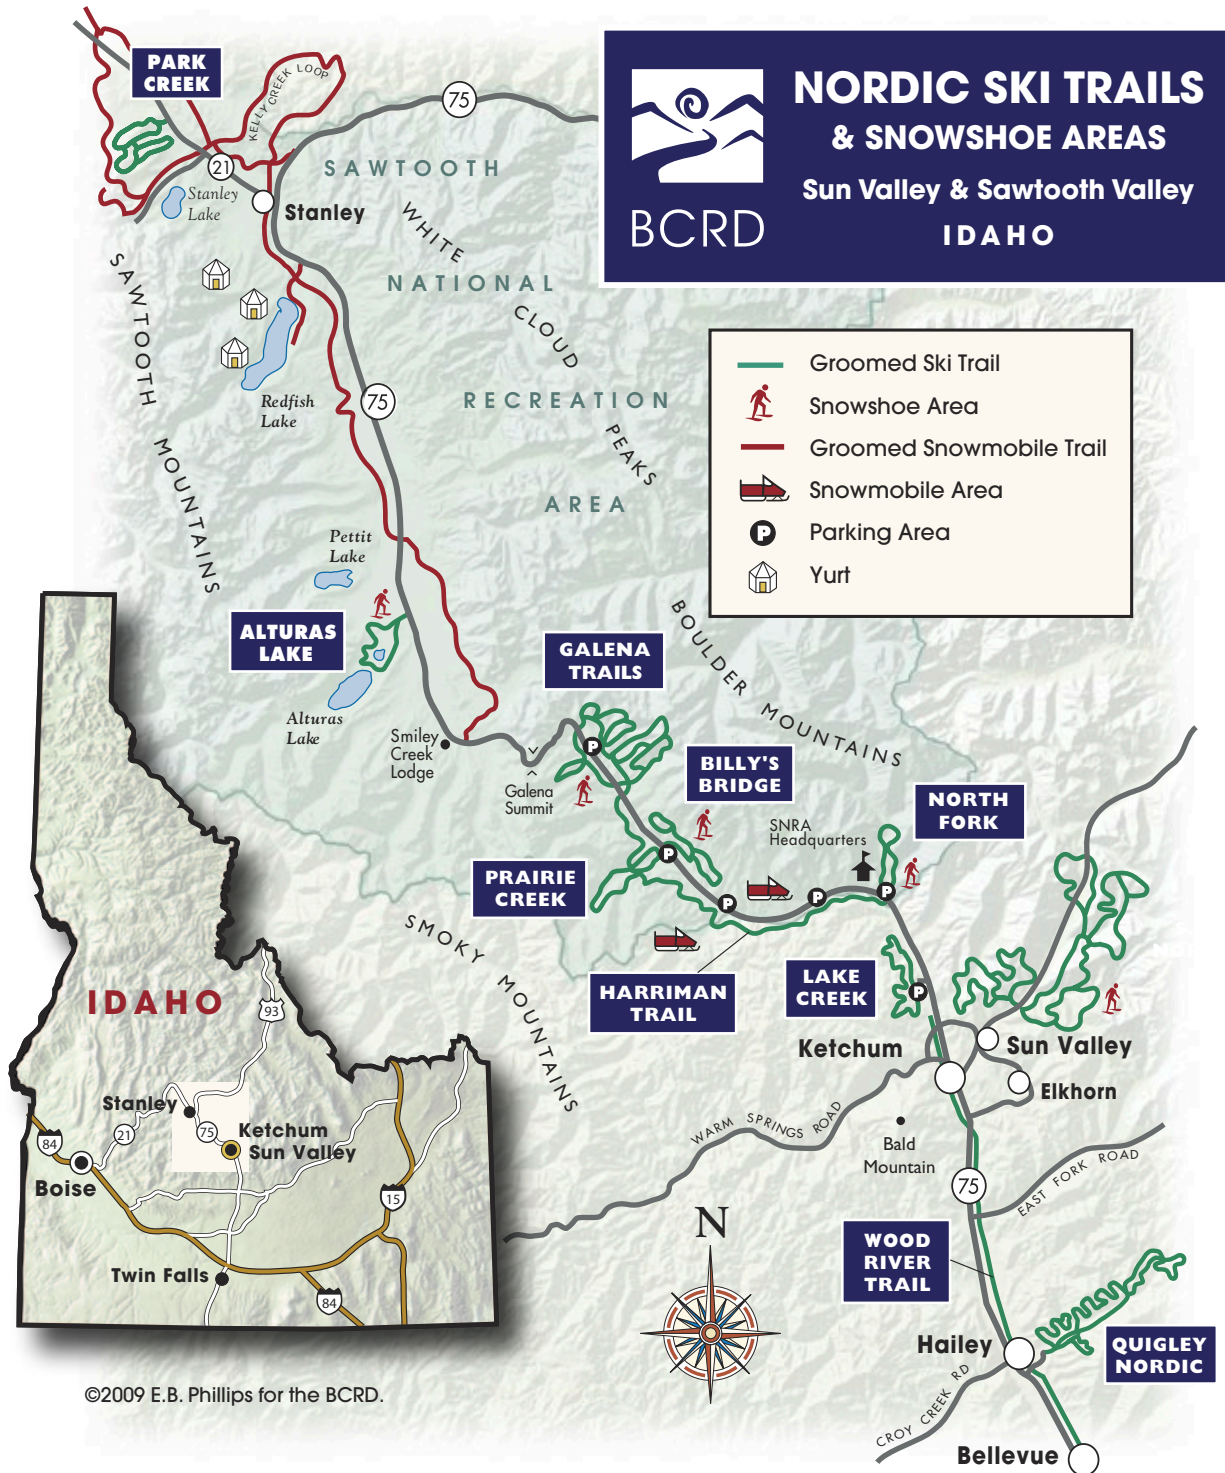 PARK
CREEK
KELLY CREEK LOOP
75
21
Stanley
Lake
Stanley
SAWTOOTH
NATIONAL
RECREATION
AREA
WHITE
CLOUD
PEAKS
SAWTOOTH
MOUNTAINS
BCRD
NORDIC SKI TRAILS
& SNOWSHOE AREAS
Sun Valley & Sawtooth Valley
IDAHO
Groomed Ski Trail
Snowshoe Area
Groomed Snowmobile Trail
Snowmobile Area
P
Parking Area
Yurt
Redfish
Lake
75
Pettit
Lake
ALTURAS
LAKE
Alturas
Lake
Smiley
Creek
Lodge
Galena
Summit
GALENA
TRAILS
P
BOULDER MOUNTAINS
BILLY'S
BRIDGE
P
SNRA
Headquarters
NORTH
FORK
PRAIRIE
CREEK
P
P
P
SMOKY MOUNTAINS
HARRIMAN
TRAIL
LAKE
CREEK
P
Ketchum
Sun Valley
Elkhorn
WARM SPRINGS ROAD
Bald
Mountain
75
EAST FORK ROAD
WOOD
RIVER
TRAIL
N
Hailey
QUIGLEY
NORDIC
CROY CREEK RD
Bellevue
IDAHO
93
Stanley
21
75
Ketchum
Sun Valley
84
Boise
15
Twin Falls
84
©2009 E.B. Phillips for the BCRD.